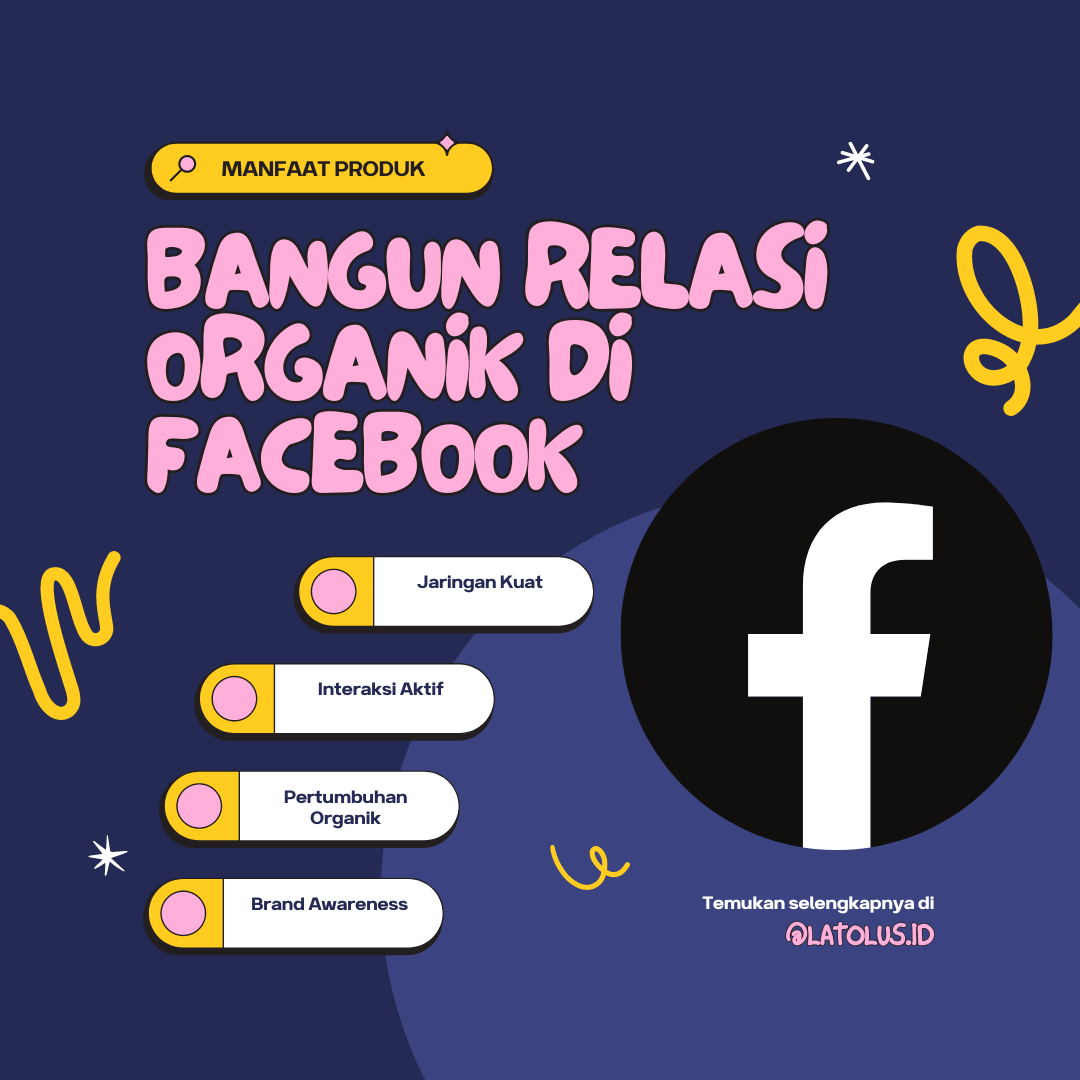 MANFAAT PRODUK
BANGUN RELASI
ORGANIK DI
FACEBOOK
Jaringan Kuat
Interaksi Aktif
Pertumbuhan
Organik
Brand Awareness
Temukan selengkapnya di
@LATOLUS.ID